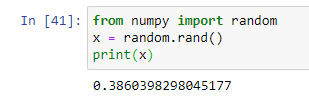 In [41]: from numpy import random
x = random.rand()
print(x)
0.3860398298045177